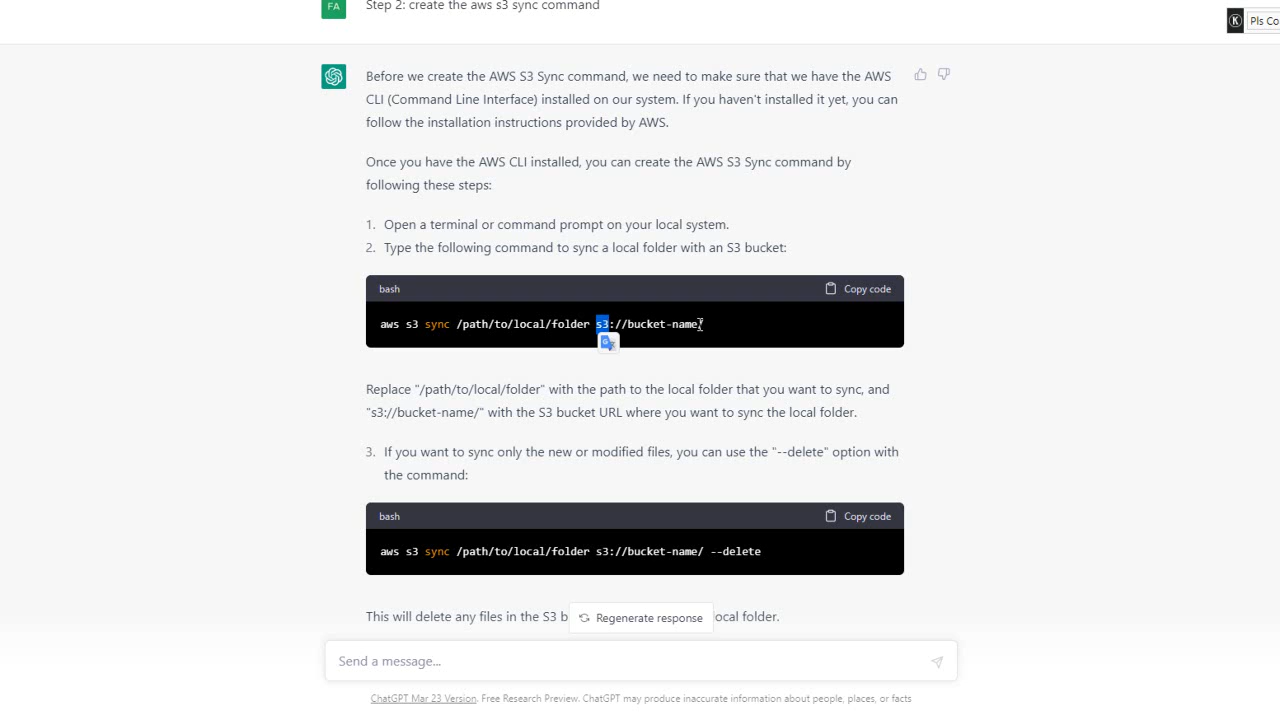 FA
Step 2: create the aws s3 sync command
Pls Co
Before we create the AWS S3 Sync command, we need to make sure that we have the AWS
CLI (Command Line Interface) installed on our system. If you haven't installed it yet, you can
follow the installation instructions provided by AWS.
Once you have the AWS CLI installed, you can create the AWS S3 Sync command by
following these steps:
1. Open a terminal or command prompt on your local system.
2. Type the following command to sync a local folder with an S3 bucket:
bash Copy code
aws s3 sync /path/to/local/folder s3://bucket-name/
Replace "/path/to/local/folder" with the path to the local folder that you want to sync, and
"s3://bucket-name/" with the S3 bucket URL where you want to sync the local folder.
3. If you want to sync only the new or modified files, you can use the "--delete" option with
the command:
bash Copy code
aws s3 sync /path/to/local/folder s3://bucket-name/ --delete
This will delete any files in the S3 b ocal folder.
Regenerate response
Send a message...
ChatGPT Mar 23 Version. Free Research Preview. ChatGPT may produce inaccurate information about people, places, or facts